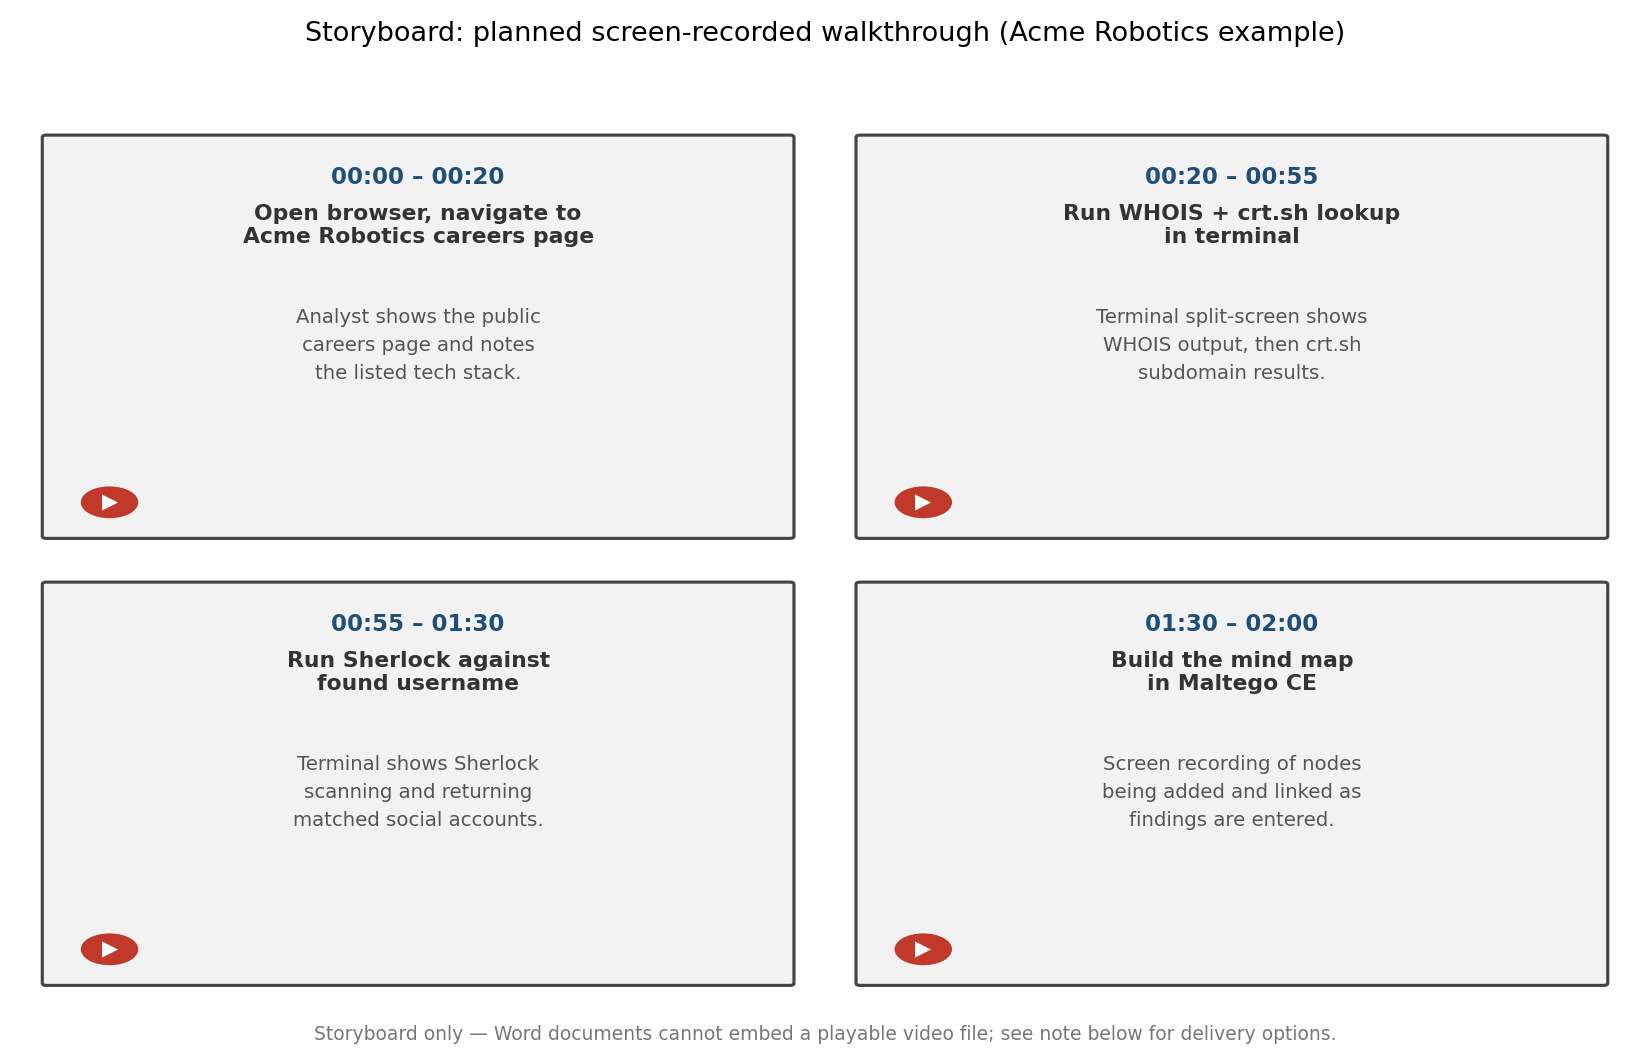 Storyboard: planned screen-recorded walkthrough (Acme Robotics example)
00:00 – 00:20
Open browser, navigate to
Acme Robotics careers page
Analyst shows the public
careers page and notes
the listed tech stack.
00:20 – 00:55
Run WHOIS + crt.sh lookup
in terminal
Terminal split-screen shows
WHOIS output, then crt.sh
subdomain results.
00:55 – 01:30
Run Sherlock against
found username
Terminal shows Sherlock
scanning and returning
matched social accounts.
01:30 – 02:00
Build the mind map
in Maltego CE
Screen recording of nodes
being added and linked as
findings are entered.
Storyboard only — Word documents cannot embed a playable video file; see note below for delivery options.